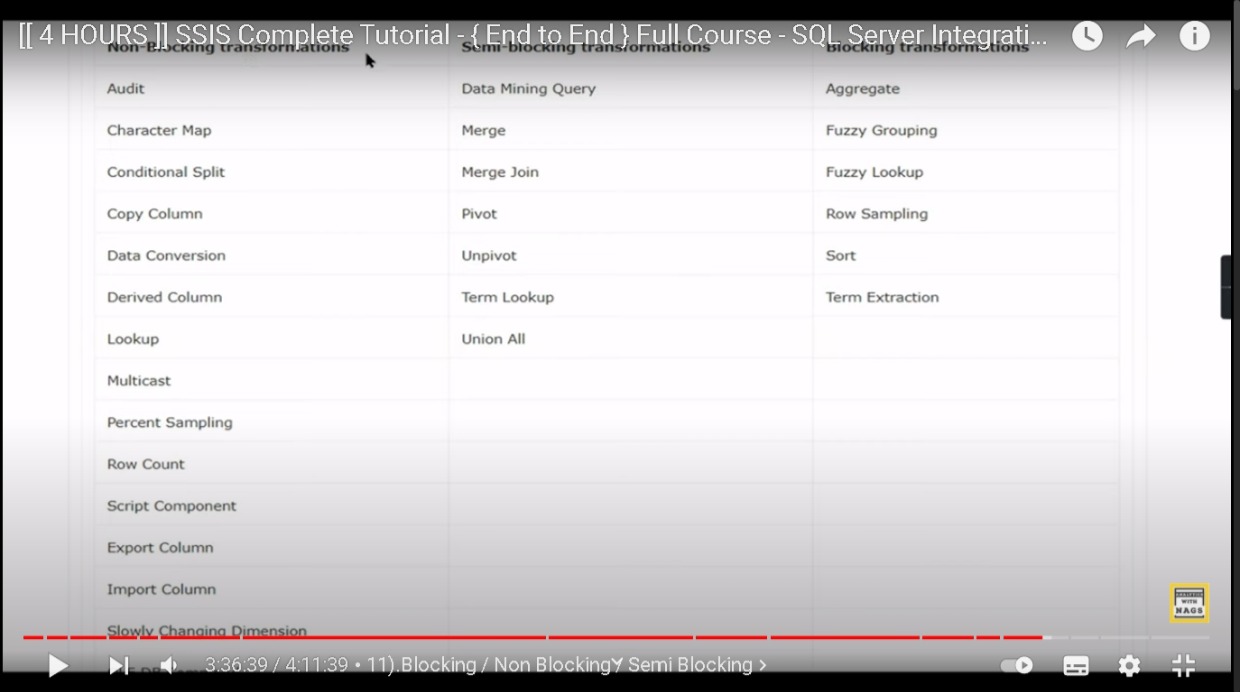 [[ 4 HOURS ]] SSIS Complete Tutorial - { End to End } Full Course - SQL Server Integrati...
Non-Blocking transformations Semi-blocking transformations Blocking transformations
Audit Data Mining Query Aggregate
Character Map Merge Fuzzy Grouping
Conditional Split Merge Join Fuzzy Lookup
Copy Column Pivot Row Sampling
Data Conversion Unpivot Sort
Derived Column Term Lookup Term Extraction
Lookup Union All
Multicast
Percent Sampling
Row Count
Script Component
Export Column
Import Column
Slowly Changing Dimension
WITH
NAGS
3:36:39 / 4:11:39 • 11).Blocking / Non Blocking / Semi Blocking >